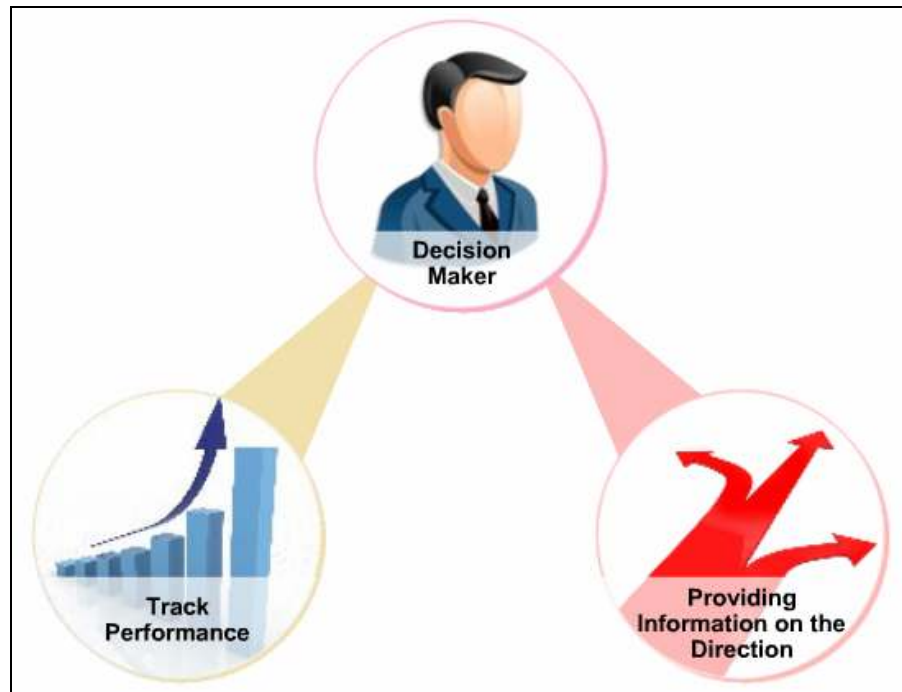 Decision
Maker
Track
Performance
Providing
Information on the
Direction